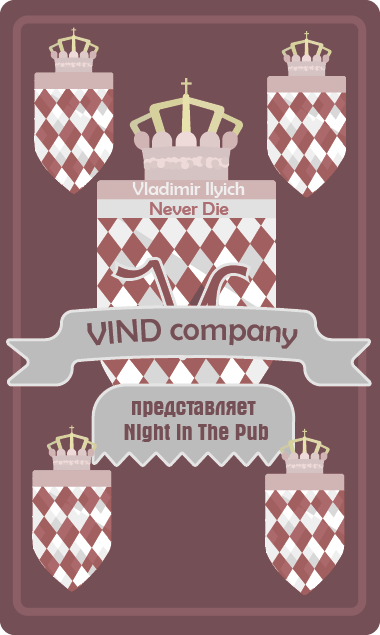 Vladimir Ilyich
Never Die
VIND company
представляет
Night In The Pub